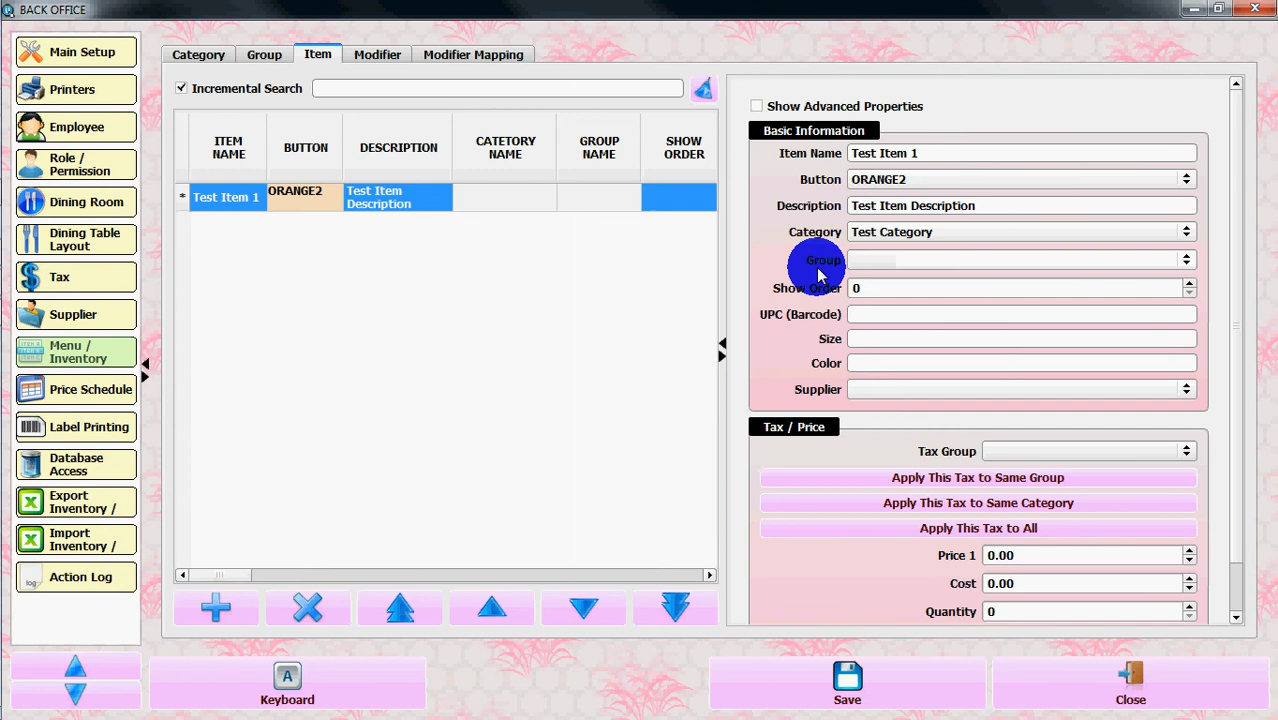 BACK OFFICE
Main Setup
Printers
Employee
Role /
Permission
Dining Room
Dining Table
Layout
Tax
Supplier
Menu /
Inventory
Price Schedule
Label Printing
Database
Access
Export
Inventory /
Import
Inventory /
Action Log
log
Category
Group
Item
Modifier
Modifier Mapping
Incremental Search
ITEM
NAME
BUTTON
DESCRIPTION
CATETORY
NAME
GROUP
NAME
SHOW
ORDER
* Test Item 1
ORANGE2
Test Item
Description
Show Advanced Properties
Basic Information
Item Name Test Item 1
Button ORANGE2
Description Test Item Description
Category Test Category
Group
Show Order 0
UPC (Barcode)
Size
Color
Supplier
Tax / Price
Tax Group
Apply This Tax to Same Group
Apply This Tax to Same Category
Apply This Tax to All
Price 1 0.00
Cost 0.00
Quantity 0
A
Keyboard
Save
Close